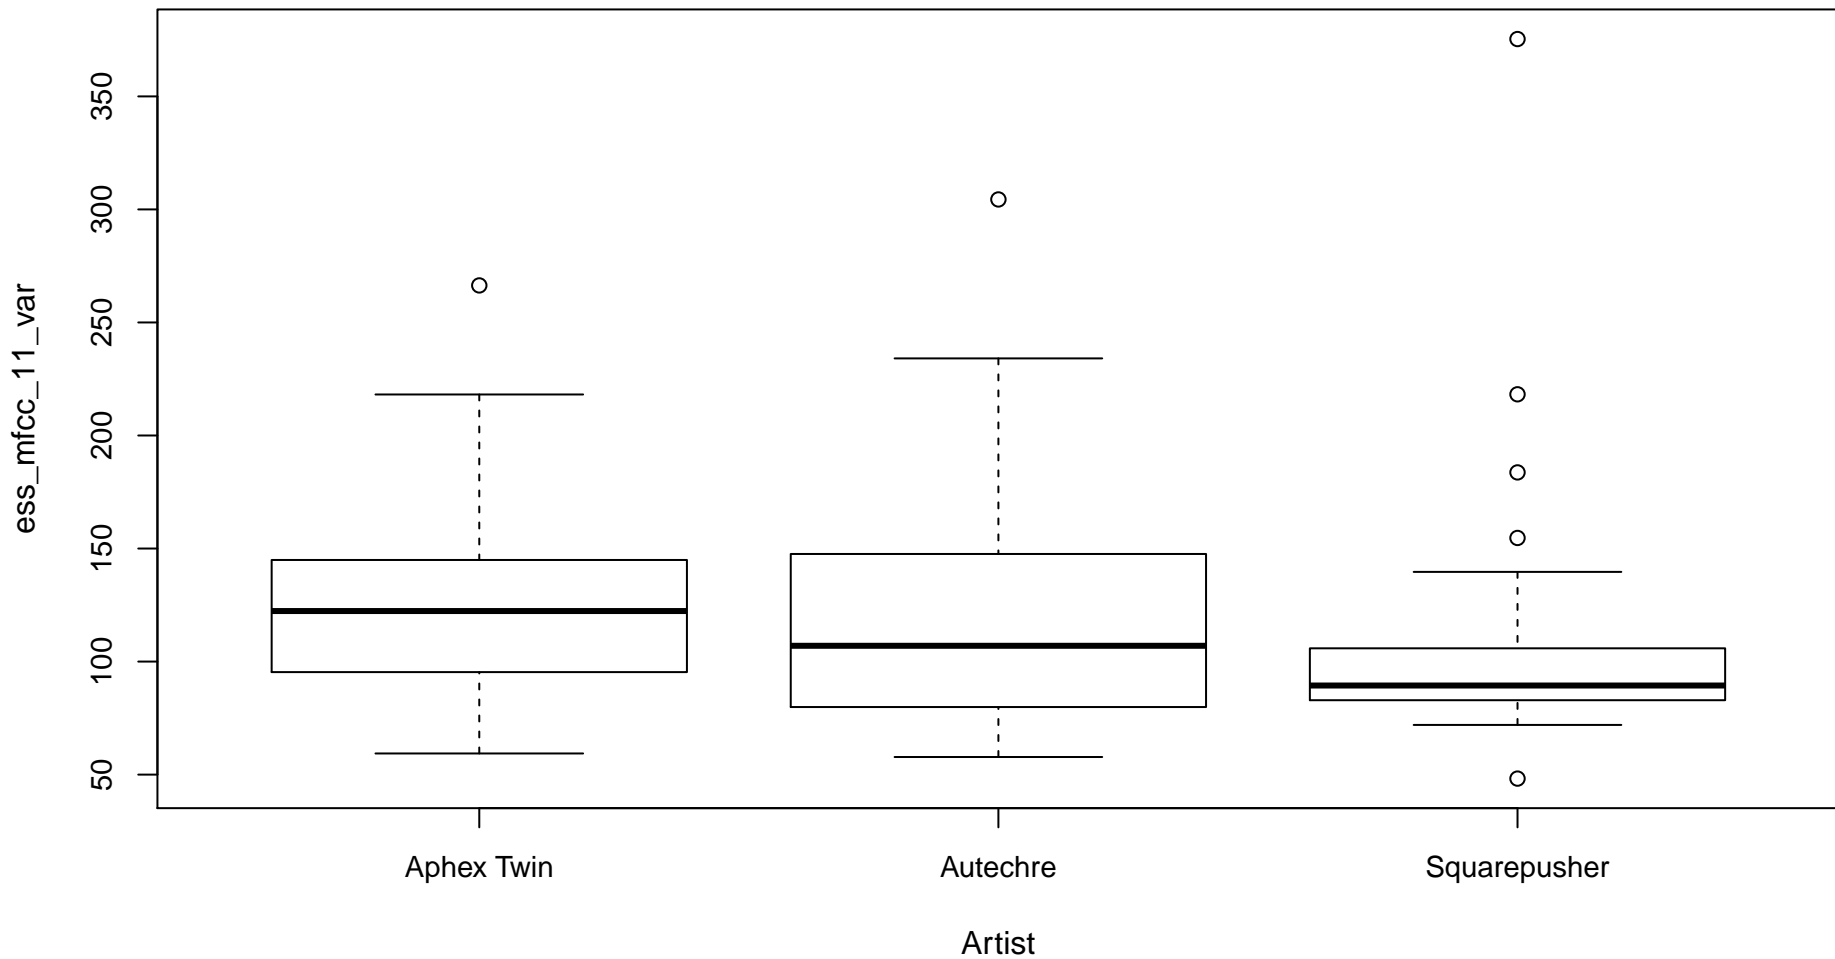 ess_mfcc_11_var
350
300
250
200
150
100
50
Aphex Twin
Autechre
Squarepusher
Artist